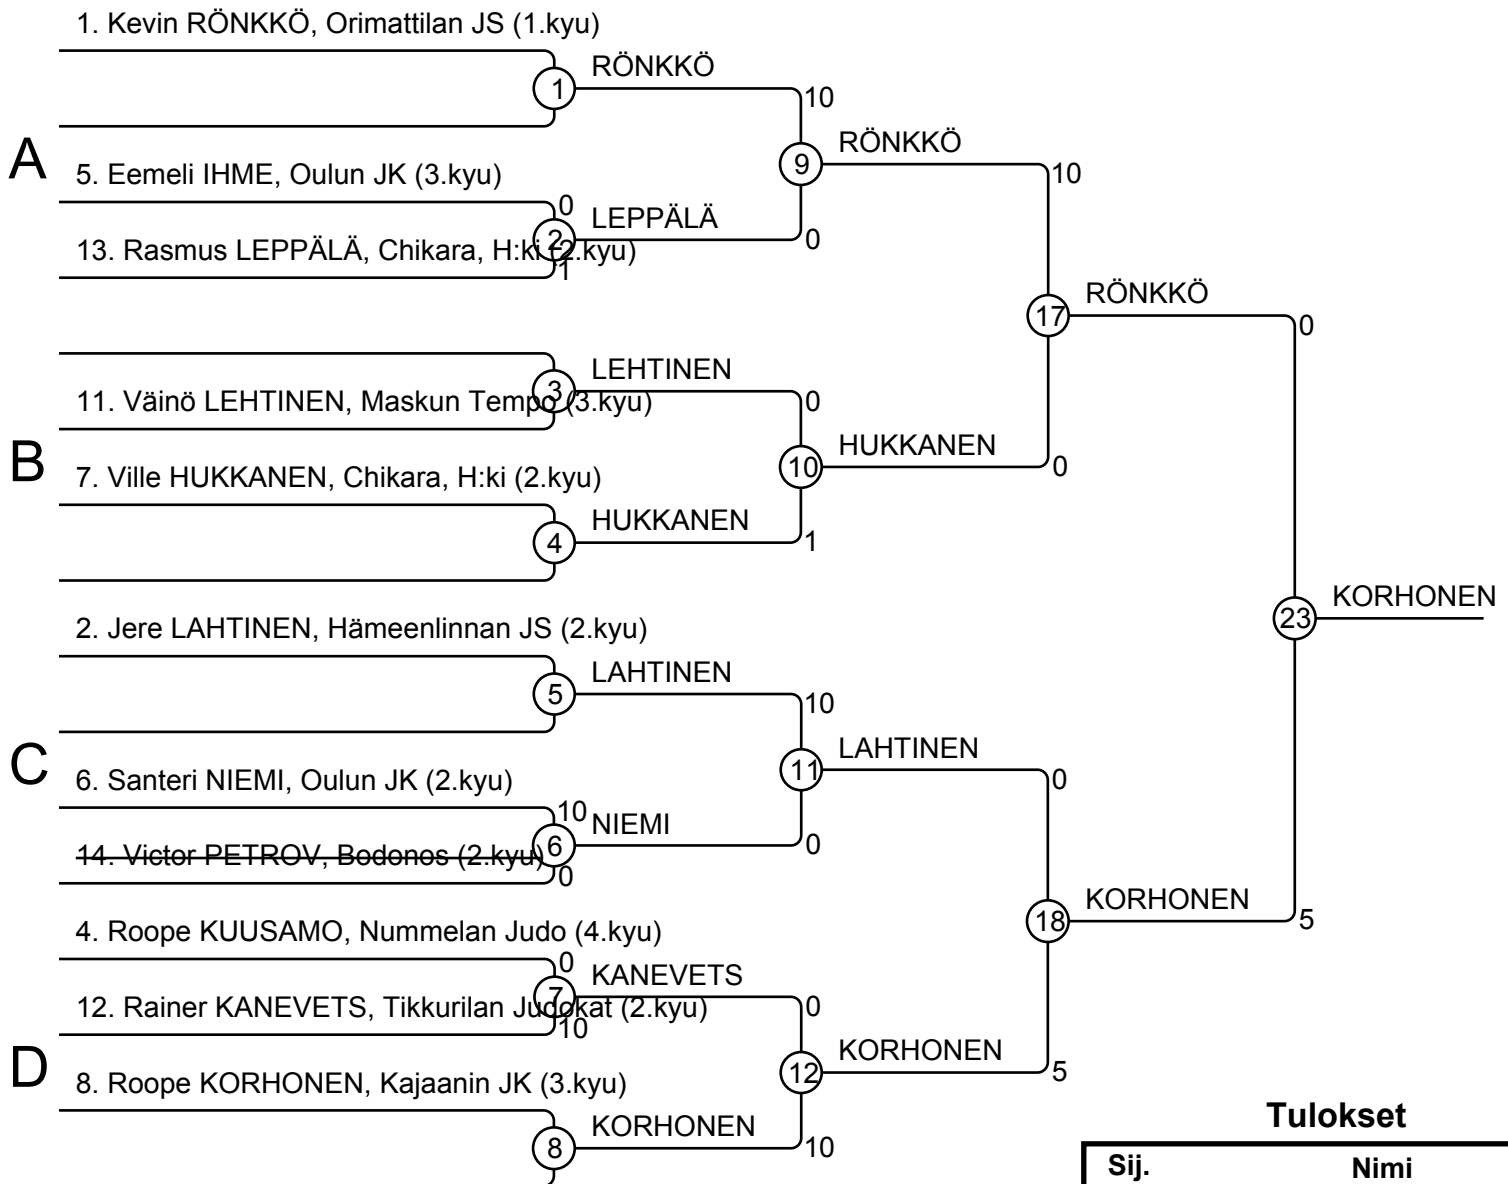 1. Kevin RÖNKKÖ, Orimattilan JS (1.kyu)
RÖNKKÖ
1
10
A
RÖNKKÖ
9
5. Eemeli IHME, Oulun JK (3.kyu)
10
0
LEPPÄLÄ
2
0
13. Rasmus LEPPÄLÄ, Chikara, H:ki (2.kyu)
1
RÖNKKÖ
17
0
LEHTINEN
3
11. Väinö LEHTINEN, Maskun Tempo (3.kyu)
0
B
HUKKANEN
10
0
7. Ville HUKKANEN, Chikara, H:ki (2.kyu)
HUKKANEN
4
1
KORHONEN
23
2. Jere LAHTINEN, Hämeenlinnan JS (2.kyu)
LAHTINEN
5
10
C
LAHTINEN
11
0
6. Santeri NIEMI, Oulun JK (2.kyu)
10
NIEMI
6
0
14. Victor PETROV, Bodonos (2.kyu)
0
KORHONEN
18
5
4. Roope KUUSAMO, Nummelan Judo (4.kyu)
0
KANEVETS
7
0
12. Rainer KANEVETS, Tikkurilan Judokat (2.kyu)
10
D
KORHONEN
12
5
8. Roope KORHONEN, Kajaanin JK (3.kyu)
KORHONEN
8
10
Tulokset
Sij. Nimi